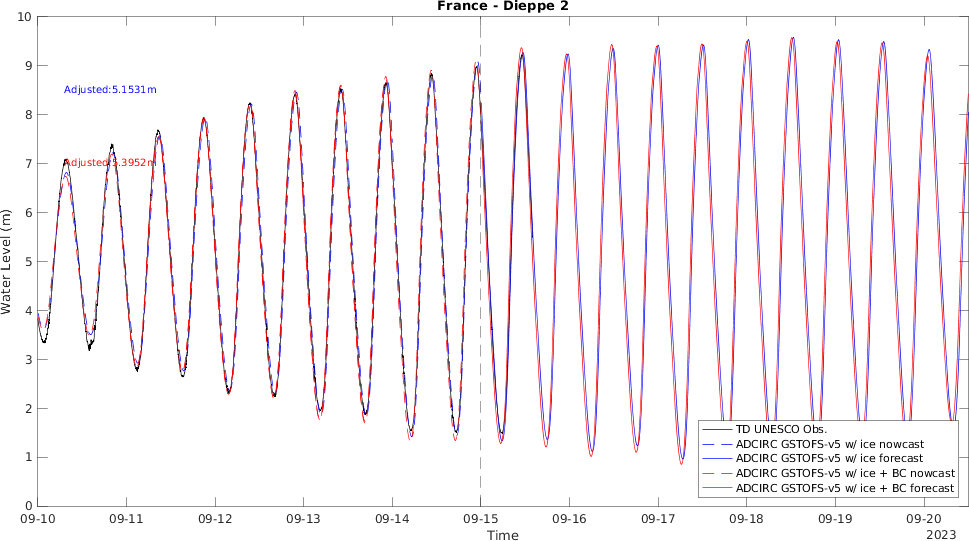 France - Dieppe 2
10
9
8
7
6
5
4
3
2
1
0
Water Level (m)
Adjusted:5.1531m
Adjusted:5.3952m
TD UNESCO Obs.
ADCIRC GSTOFS-v5 w/ ice nowcast
ADCIRC GSTOFS-v5 w/ ice forecast
ADCIRC GSTOFS-v5 w/ ice + BC nowcast
ADCIRC GSTOFS-v5 w/ ice + BC forecast
09-10 09-11 09-12 09-13 09-14 09-15 09-16 09-17 09-18 09-19 09-20
Time
2023